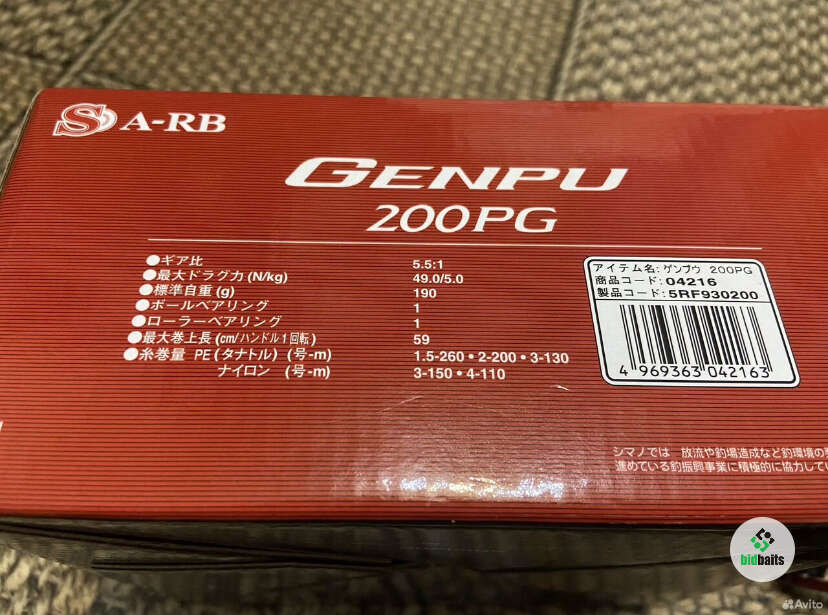 S A-RB
GENPU
200PG
●ギア比 5.5:1
●最大ドラグ力 (N/kg) 49.0/5.0
●標準自重 (g) 190
●ボールベアリング 1
●ローラーベアリング 1
●最大巻上長 (cm/ハンドル1回転) 59
●糸巻量 PE (タナトル) (号-m) 1.5-260・2-200・3-130
ナイロン (号-m) 3-150・4-110
アイテム名: ゲンプウ 200PG
商品コード: 04216
製品コード: 5RF930200
4 969363 042163
シマノでは 放流や釣場造成など釣環境の
進めている釣振興事業に積極的に協力してい
bidbaits
Avito